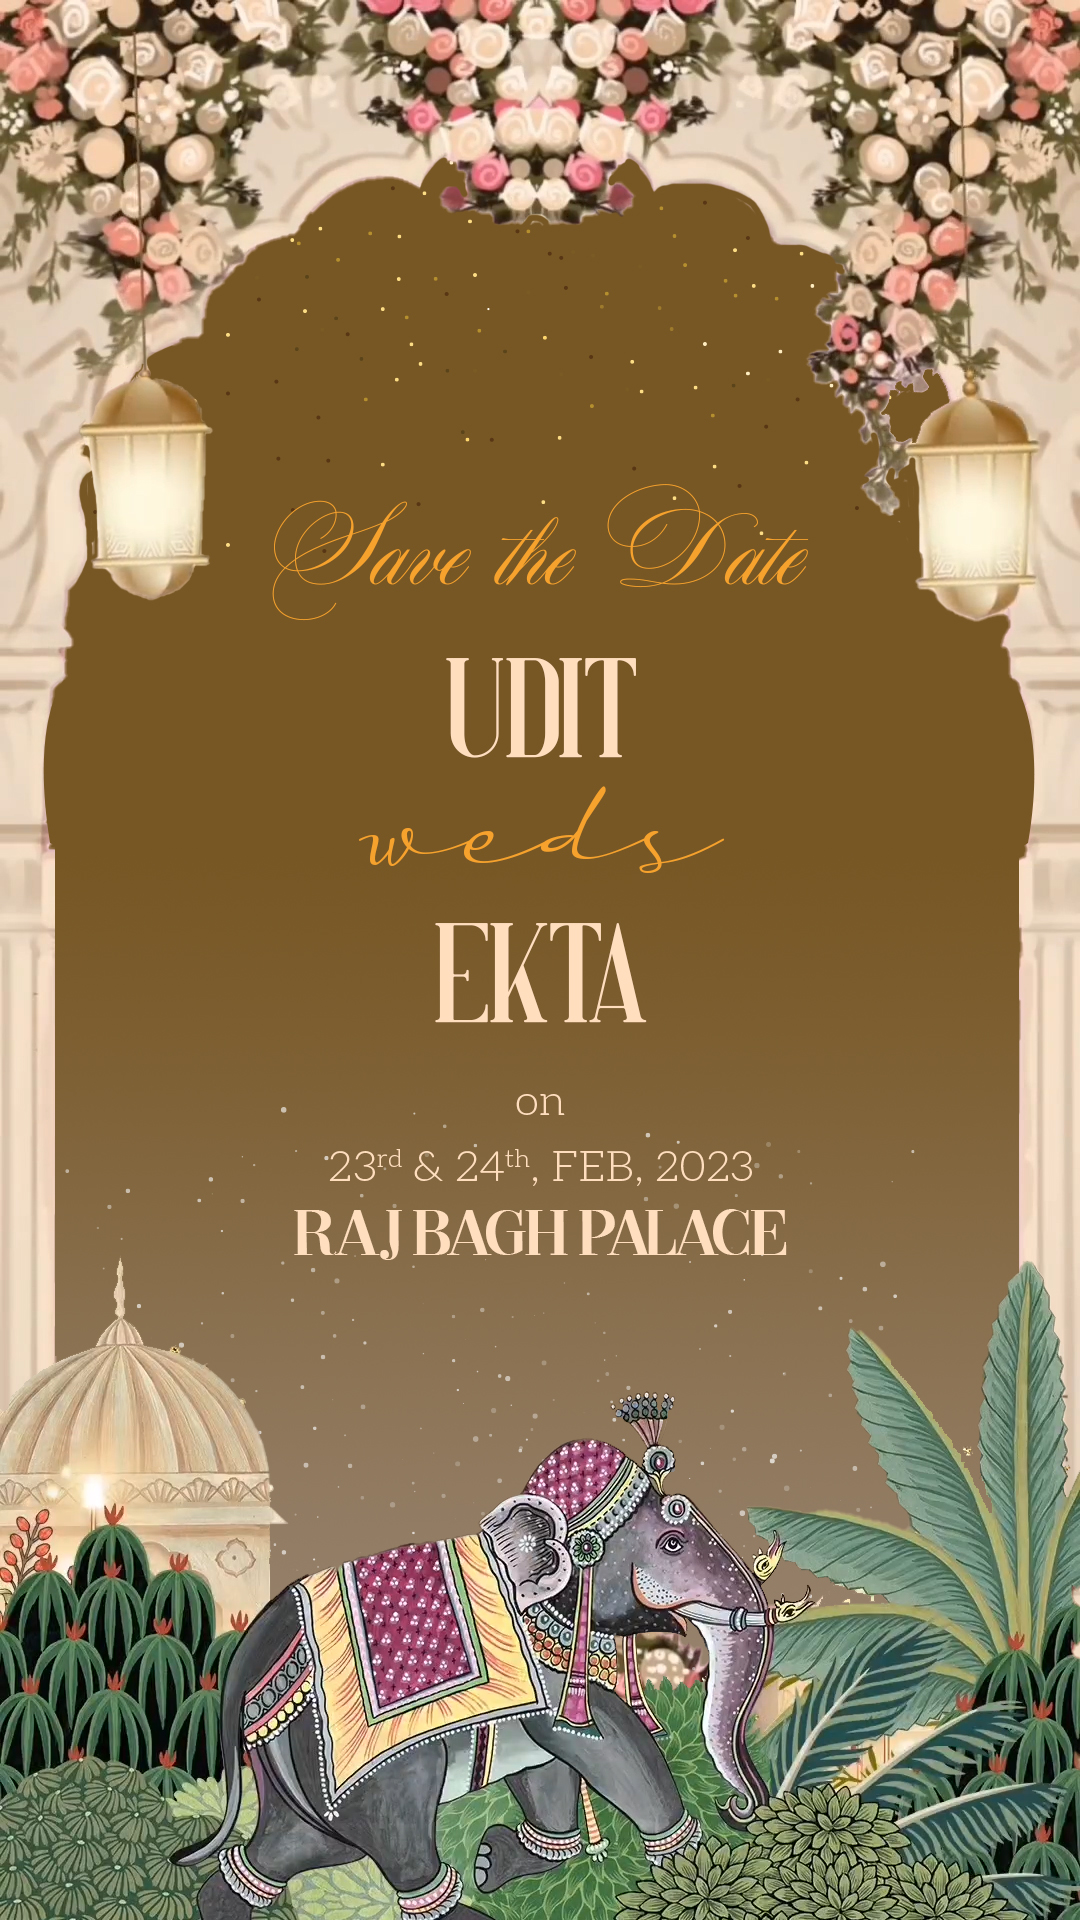 Save the Date
UDIT
weds
EKTA
on
23rd & 24th, FEB, 2023
RAJ BAGH PALACE